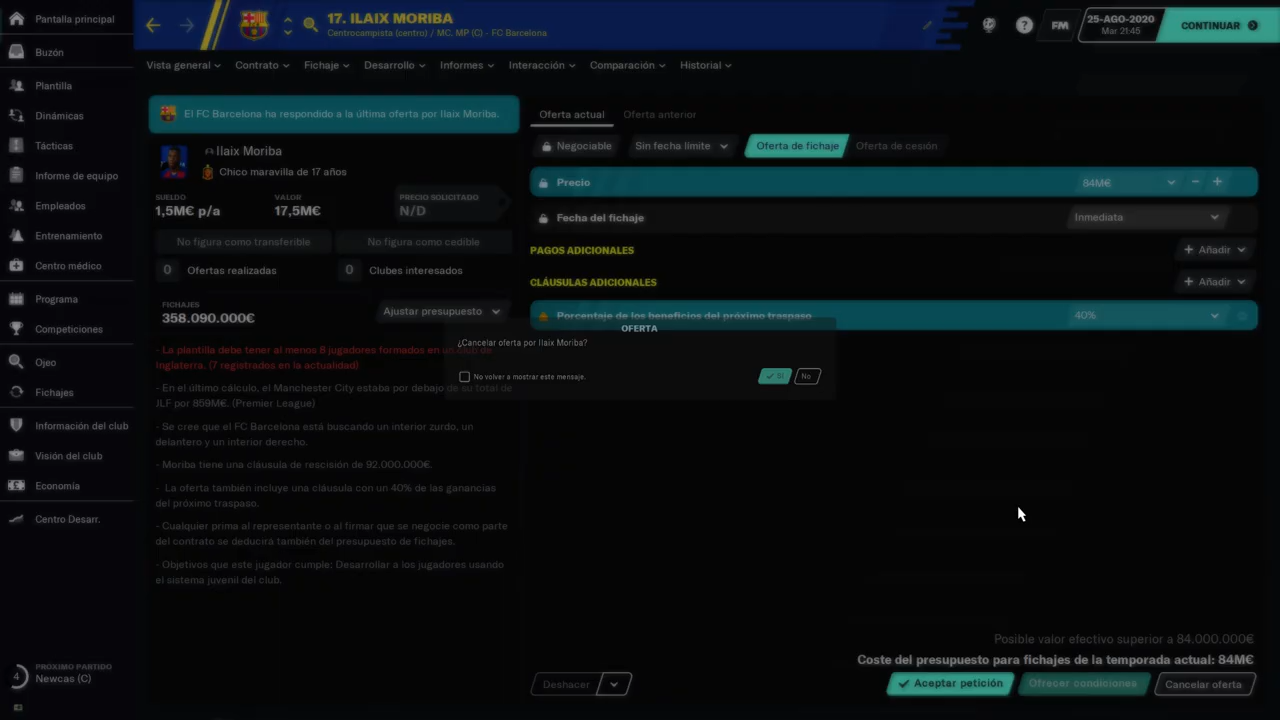 Pantalla principal
Buzón
Plantilla
Dinámicas
Tácticas
Informe de equipo
Empleados
Entrenamiento
Centro médico
Programa
Competiciones
Ojeo
Fichajes
Información del club
Visión del club
Economía
Centro Desarr.
4
PRÓXIMO PARTIDO
Newcas (C)
17. ILAIX MORIBA
Centrocampista (centro) / MC, MP (C) - FC Barcelona
?
FM
25-AGO-2020
Mar 21:45
CONTINUAR
Vista general
Contrato
Fichaje
Desarrollo
Informes
Interacción
Comparación
Historial
El FC Barcelona ha respondido a la última oferta por Ilaix Moriba.
Ilaix Moriba
Chico maravilla de 17 años
SUELDO
1,5M€ p/a
VALOR
17,5M€
PRECIO SOLICITADO
N/D
No figura como transferible
No figura como cedible
0 Ofertas realizadas
0 Clubes interesados
FICHAJES
358.090.000€
Ajustar presupuesto
- La plantilla debe tener al menos 8 jugadores formados en un club de
inglaterra. (7 registrados en la actualidad)
- En el último cálculo, el Manchester City estaba por debajo de su total de
JLF por 859M€. (Premier League)
- Se cree que el FC Barcelona está buscando un interior zurdo, un
delantero y un interior derecho.
- Moriba tiene una cláusula de rescisión de 92.000.000€.
- La oferta también incluye una cláusula con un 40% de las ganancias
del próximo traspaso.
- Cualquier prima al representante o al firmar que se negocie como parte
del contrato se deducirá también del presupuesto de fichajes.
- Objetivos que este jugador cumple: Desarrollar a los jugadores usando
el sistema juvenil del club.
Oferta actual
Oferta anterior
Negociable
Sin fecha límite
Oferta de fichaje
Oferta de cesión
Precio
84M€
Fecha del fichaje
Inmediata
PAGOS ADICIONALES
Añadir
CLÁUSULAS ADICIONALES
Añadir
Porcentaje de los beneficios del próximo traspaso
40%
OFERTA
¿Cancelar oferta por Ilaix Moriba?
No volver a mostrar este mensaje.
Sí
No
Posible valor efectivo superior a 84.000.000€
Coste del presupuesto para fichajes de la temporada actual: 84M€
Deshacer
Aceptar petición
Ofrecer condiciones
Cancelar oferta